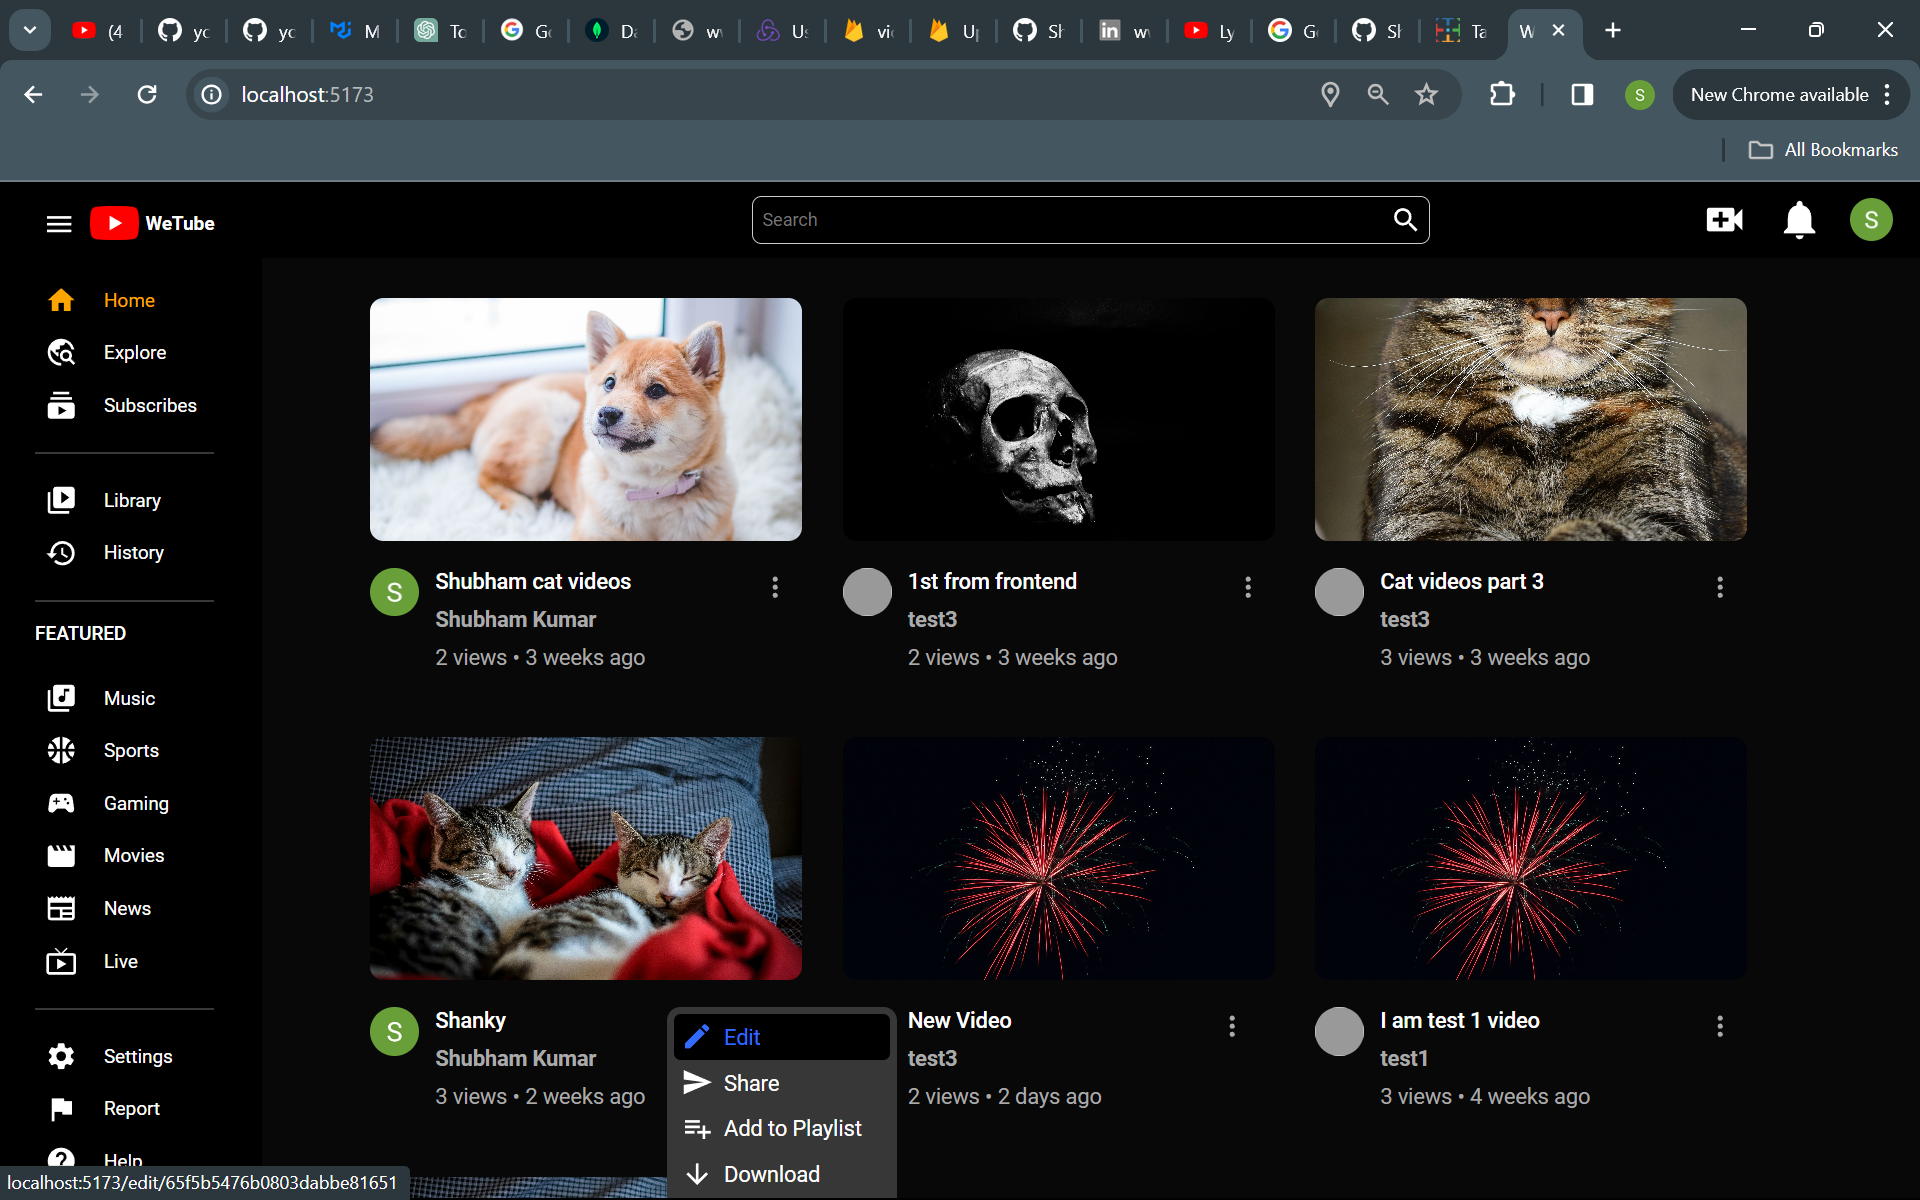 (4
yc
yc
M
To
G
Da
w
Us
vi
Up
Sh
in
w
Ly
G
Sh
Ta
W
localhost:5173
S
New Chrome available
All Bookmarks
WeTube
Search
S
Home
Explore
Subscribes
Library
History
FEATURED
Music
Sports
Gaming
Movies
News
Live
Settings
Report
Help
S
Shubham cat videos
Shubham Kumar
2 views • 3 weeks ago
1st from frontend
test3
2 views • 3 weeks ago
Cat videos part 3
test3
3 views • 3 weeks ago
S
Shanky
Shubham Kumar
3 views • 2 weeks ago
Edit
Share
Add to Playlist
Download
New Video
test3
2 views • 2 days ago
I am test 1 video
test1
3 views • 4 weeks ago
localhost:5173/edit/65f5b5476b0803dabbe81651